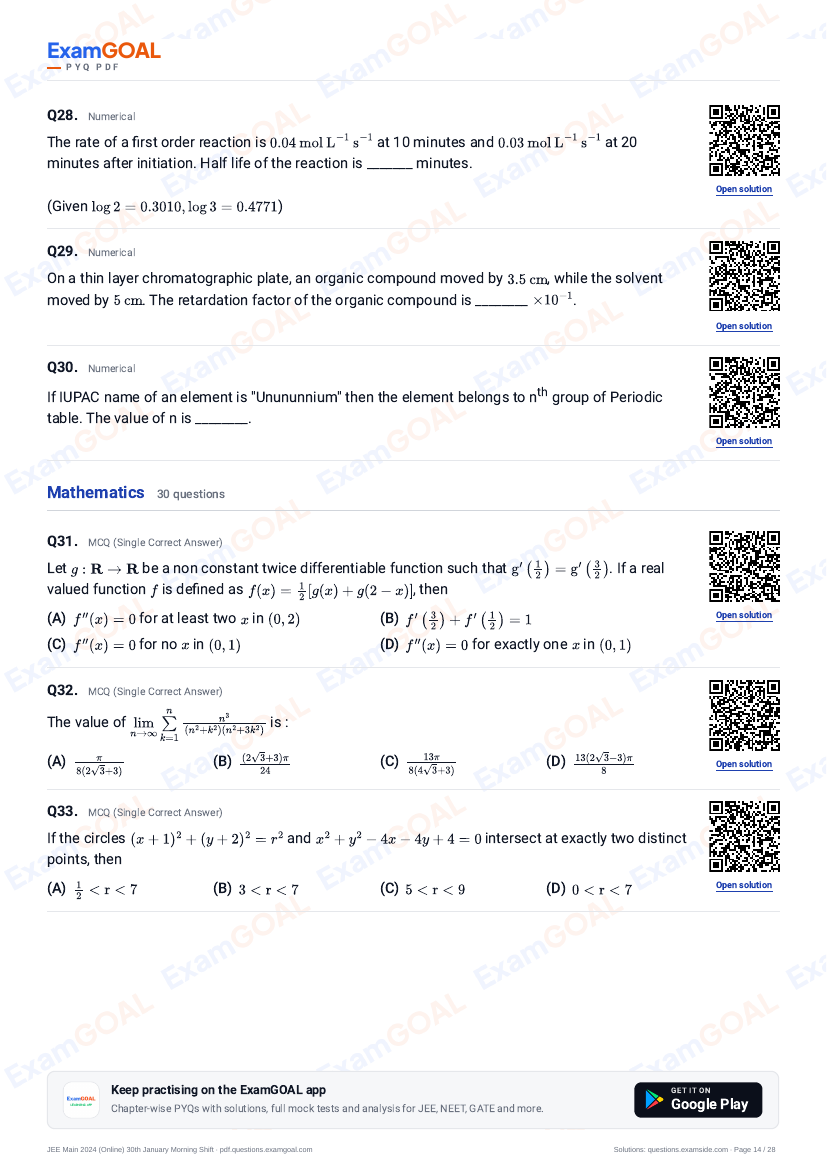 ExamGOAL
PYQ PDF
Q28. Numerical
The rate of a first order reaction is 0.04 mol L⁻¹ s⁻¹ at 10 minutes and 0.03 mol L⁻¹ s⁻¹ at 20
minutes after initiation. Half life of the reaction is _______ minutes.
(Given log 2 = 0.3010, log 3 = 0.4771)
Open solution
Q29. Numerical
On a thin layer chromatographic plate, an organic compound moved by 3.5 cm, while the solvent
moved by 5 cm. The retardation factor of the organic compound is ________ ×10⁻¹.
Open solution
Q30. Numerical
If IUPAC name of an element is "Unununnium" then the element belongs to nᵗʰ group of Periodic
table. The value of n is ________.
Open solution
Mathematics 30 questions
Q31. MCQ (Single Correct Answer)
Let g : R → R be a non constant twice differentiable function such that g′(1/2) = g′(3/2). If a real
valued function f is defined as f(x) = 1/2[g(x) + g(2 − x)], then
(A) f″(x) = 0 for at least two x in (0, 2) (B) f′(3/2) + f′(1/2) = 1
(C) f″(x) = 0 for no x in (0, 1) (D) f″(x) = 0 for exactly one x in (0, 1)
Open solution
Q32. MCQ (Single Correct Answer)
The value of lim n→∞ ∑ k=1 n n³/((n²+k²)(n²+3k²)) is :
(A) π/(8(2√3+3)) (B) (2√3+3)π/24 (C) 13π/(8(4√3+3)) (D) 13(2√3−3)π/8
Open solution
Q33. MCQ (Single Correct Answer)
If the circles (x + 1)² + (y + 2)² = r² and x² + y² − 4x − 4y + 4 = 0 intersect at exactly two distinct
points, then
(A) 1/2 < r < 7 (B) 3 < r < 7 (C) 5 < r < 9 (D) 0 < r < 7
Open solution
ExamGOAL
Keep practising on the ExamGOAL app
Chapter-wise PYQs with solutions, full mock tests and analysis for JEE, NEET, GATE and more.
GET IT ON
Google Play
JEE Main 2024 (Online) 30th January Morning Shift · pdf.questions.examgoal.com
Solutions: questions.examside.com · Page 14 / 28